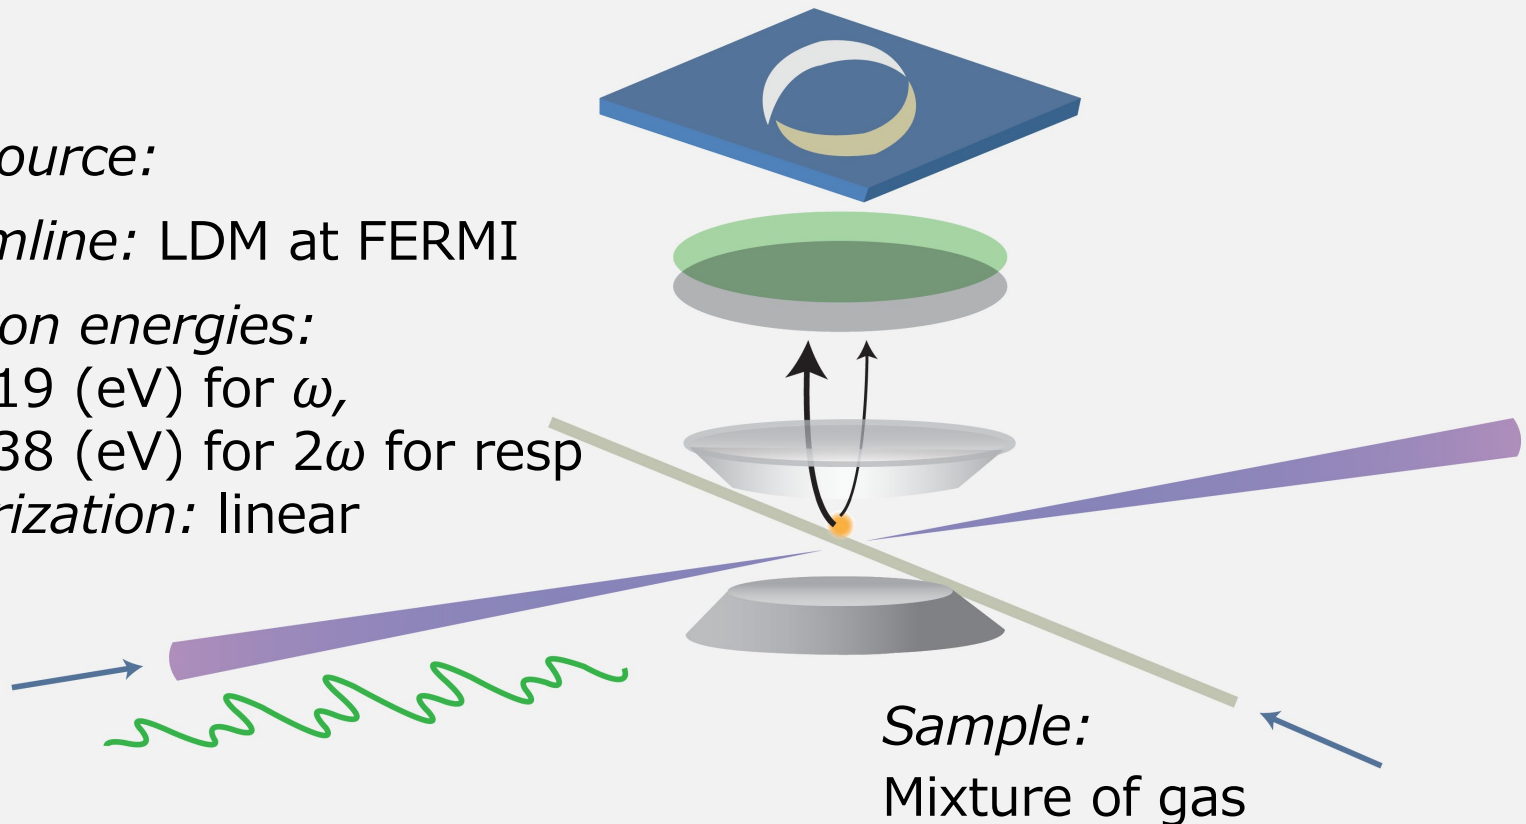 ource:
mline: LDM at FERMI
on energies:
19 (eV) for ω,
38 (eV) for 2ω for resp
rization: linear
Sample:
Mixture of gas